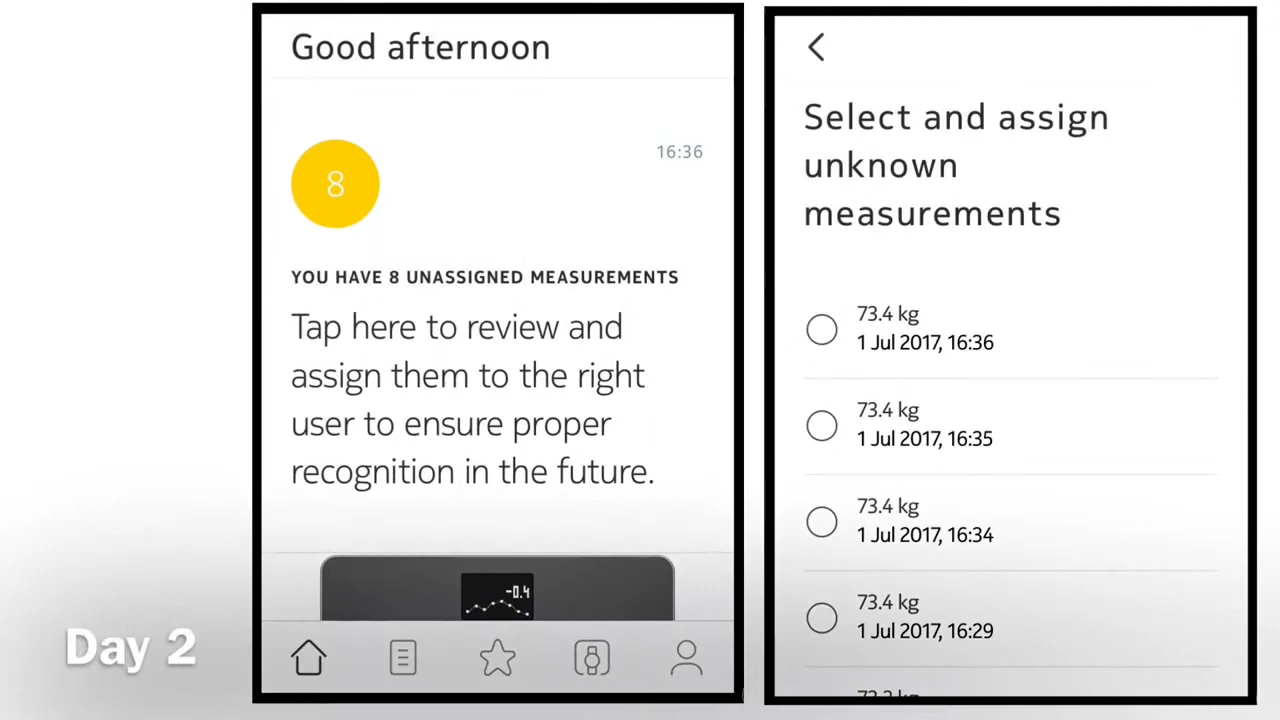 Good afternoon
16:36
8
YOU HAVE 8 UNASSIGNED MEASUREMENTS
Tap here to review and
assign them to the right
user to ensure proper
recognition in the future.
-0.4
Day 2
Select and assign
unknown
measurements
73.4 kg
1 Jul 2017, 16:36
73.4 kg
1 Jul 2017, 16:35
73.4 kg
1 Jul 2017, 16:34
73.4 kg
1 Jul 2017, 16:29